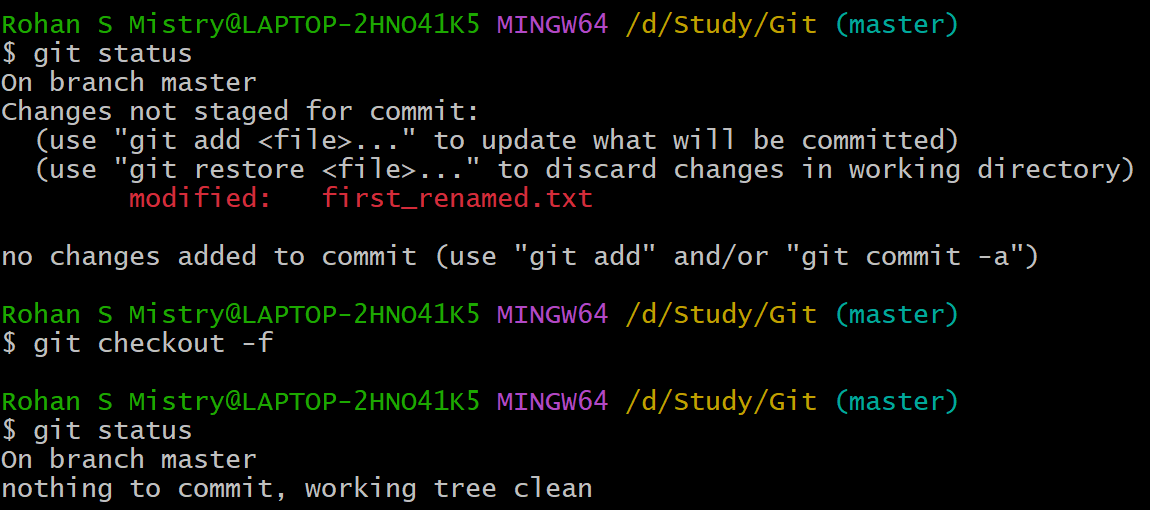 Rohan S Mistry@LAPTOP-2HNO41K5 MINGW64 /d/Study/Git (master)
$ git status
On branch master
Changes not staged for commit:
  (use "git add <file>..." to update what will be committed)
  (use "git restore <file>..." to discard changes in working directory)
        modified:   first_renamed.txt

no changes added to commit (use "git add" and/or "git commit -a")

Rohan S Mistry@LAPTOP-2HNO41K5 MINGW64 /d/Study/Git (master)
$ git checkout -f

Rohan S Mistry@LAPTOP-2HNO41K5 MINGW64 /d/Study/Git (master)
$ git status
On branch master
nothing to commit, working tree clean